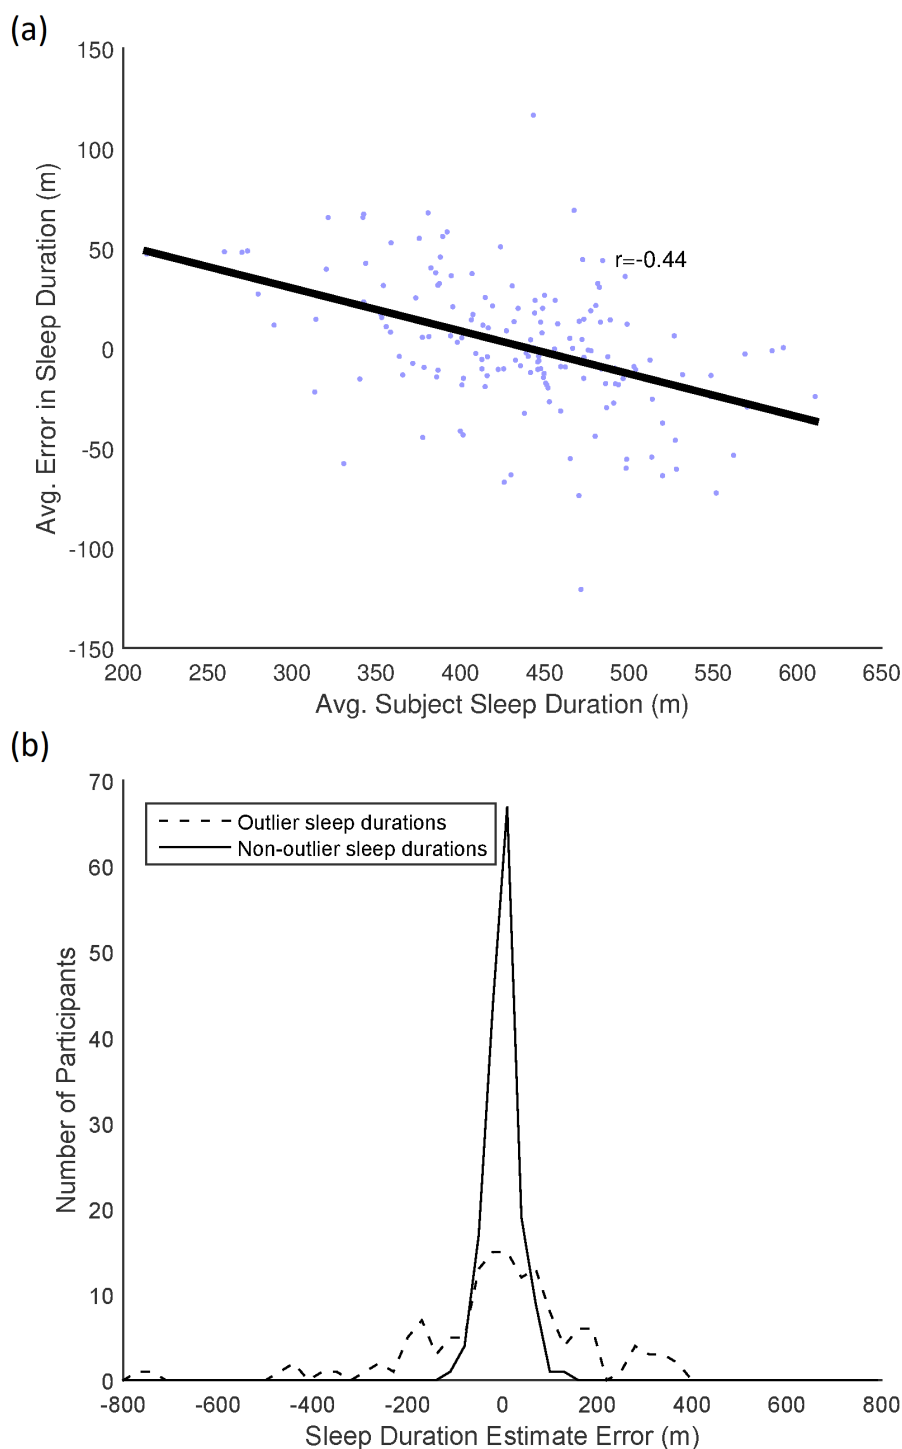 (a)
150
100
50
0
-50
-100
-150
Avg. Error in Sleep Duration (m)
r=-0.44
200 250 300 350 400 450 500 550 600 650
Avg. Subject Sleep Duration (m)
(b)
70
60
50
40
30
20
10
0
Number of Participants
Outlier sleep durations
Non-outlier sleep durations
-800 -600 -400 -200 0 200 400 600 800
Sleep Duration Estimate Error (m)